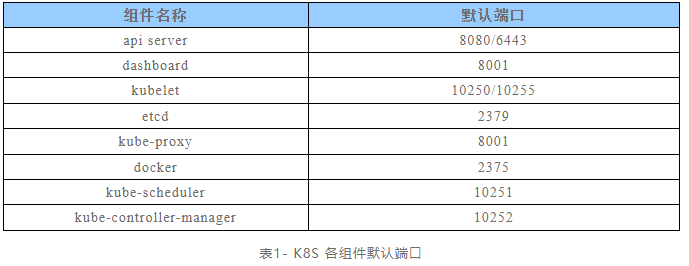 组件名称 默认端口
api server 8080/6443
dashboard 8001
kubelet 10250/10255
etcd 2379
kube-proxy 8001
docker 2375
kube-scheduler 10251
kube-controller-manager 10252
表1- K8S 各组件默认端口